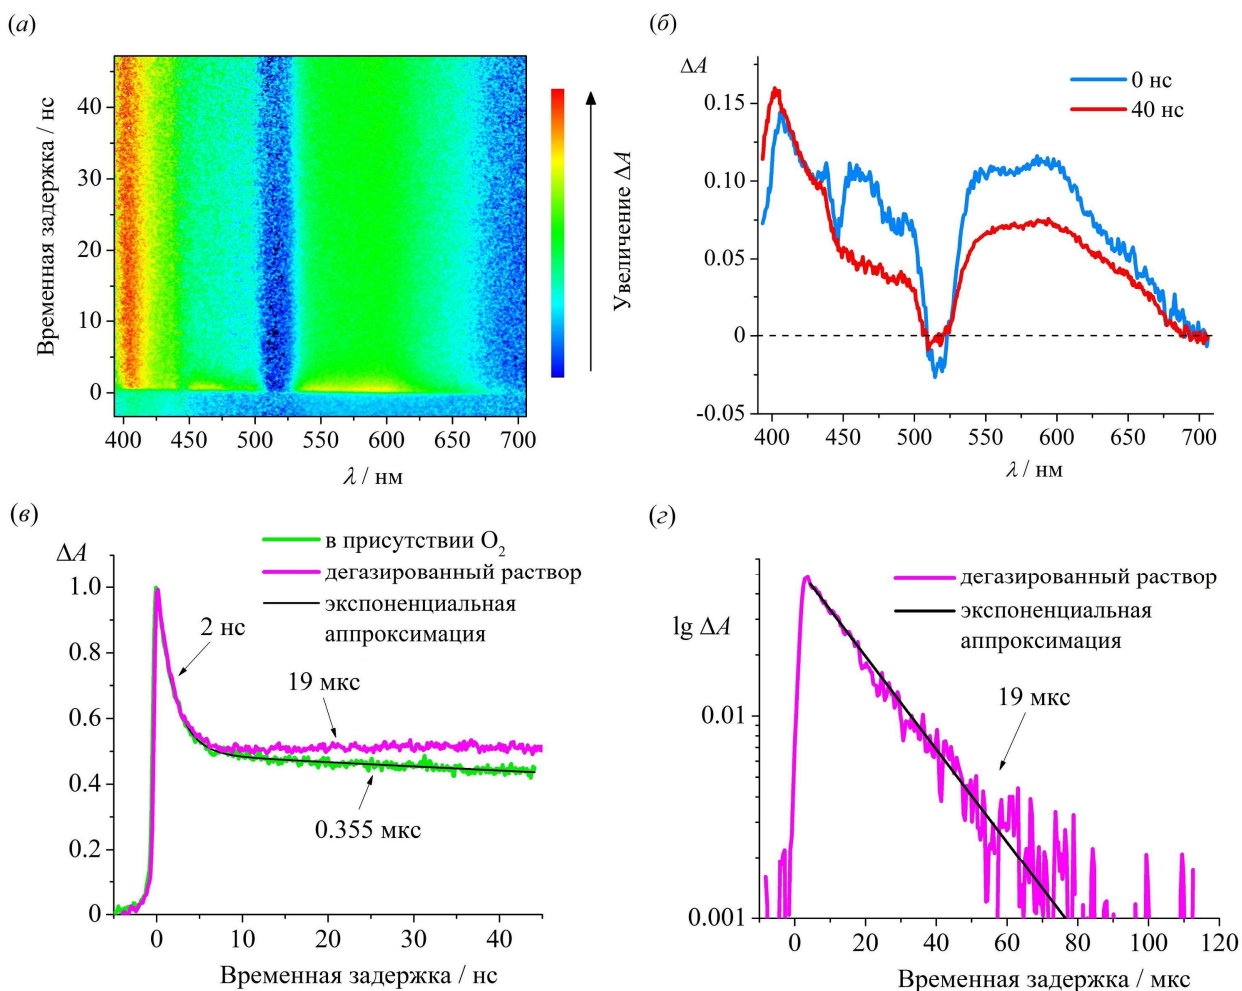 (а)
Временная задержка / нс
40
30
20
10
0
400 450 500 550 600 650 700
λ / нм
Увеличение ΔA
(б)
ΔA
0 нс
40 нс
0.15
0.10
0.05
0
-0.05
400 450 500 550 600 650 700
λ / нм
(в)
ΔA
в присутствии O₂
дегазированный раствор
экспоненциальная
аппроксимация
1.0
0.8
0.6
0.4
0.2
0
2 нс
19 мкс
0.355 мкс
0 10 20 30 40
Временная задержка / нс
(г)
lg ΔA
дегазированный раствор
экспоненциальная
аппроксимация
19 мкс
0.01
0.001
0 20 40 60 80 100 120
Временная задержка / мкс